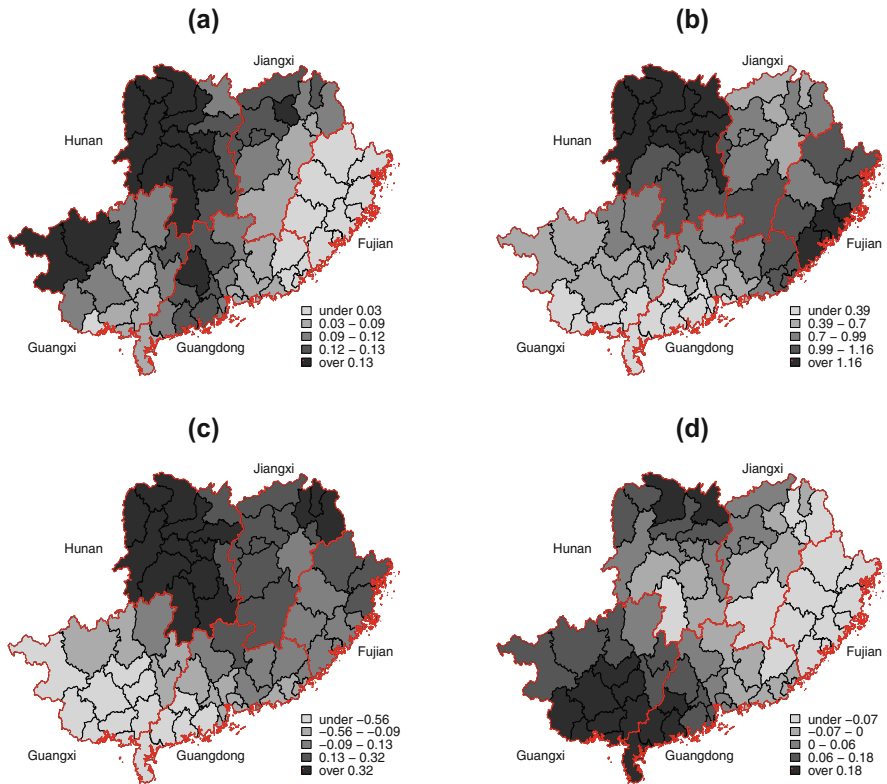 (a)
Jiangxi
Hunan
Fujian
Guangxi
Guangdong
under 0.03
0.03 − 0.09
0.09 − 0.12
0.12 − 0.13
over 0.13
(b)
Jiangxi
Hunan
Fujian
Guangxi
Guangdong
under 0.39
0.39 − 0.7
0.7 − 0.99
0.99 − 1.16
over 1.16
(c)
Jiangxi
Hunan
Fujian
Guangxi
Guangdong
under −0.56
−0.56 − −0.09
−0.09 − 0.13
0.13 − 0.32
over 0.32
(d)
Jiangxi
Hunan
Fujian
Guangxi
Guangdong
under −0.07
−0.07 − 0
0 − 0.06
0.06 − 0.18
over 0.18